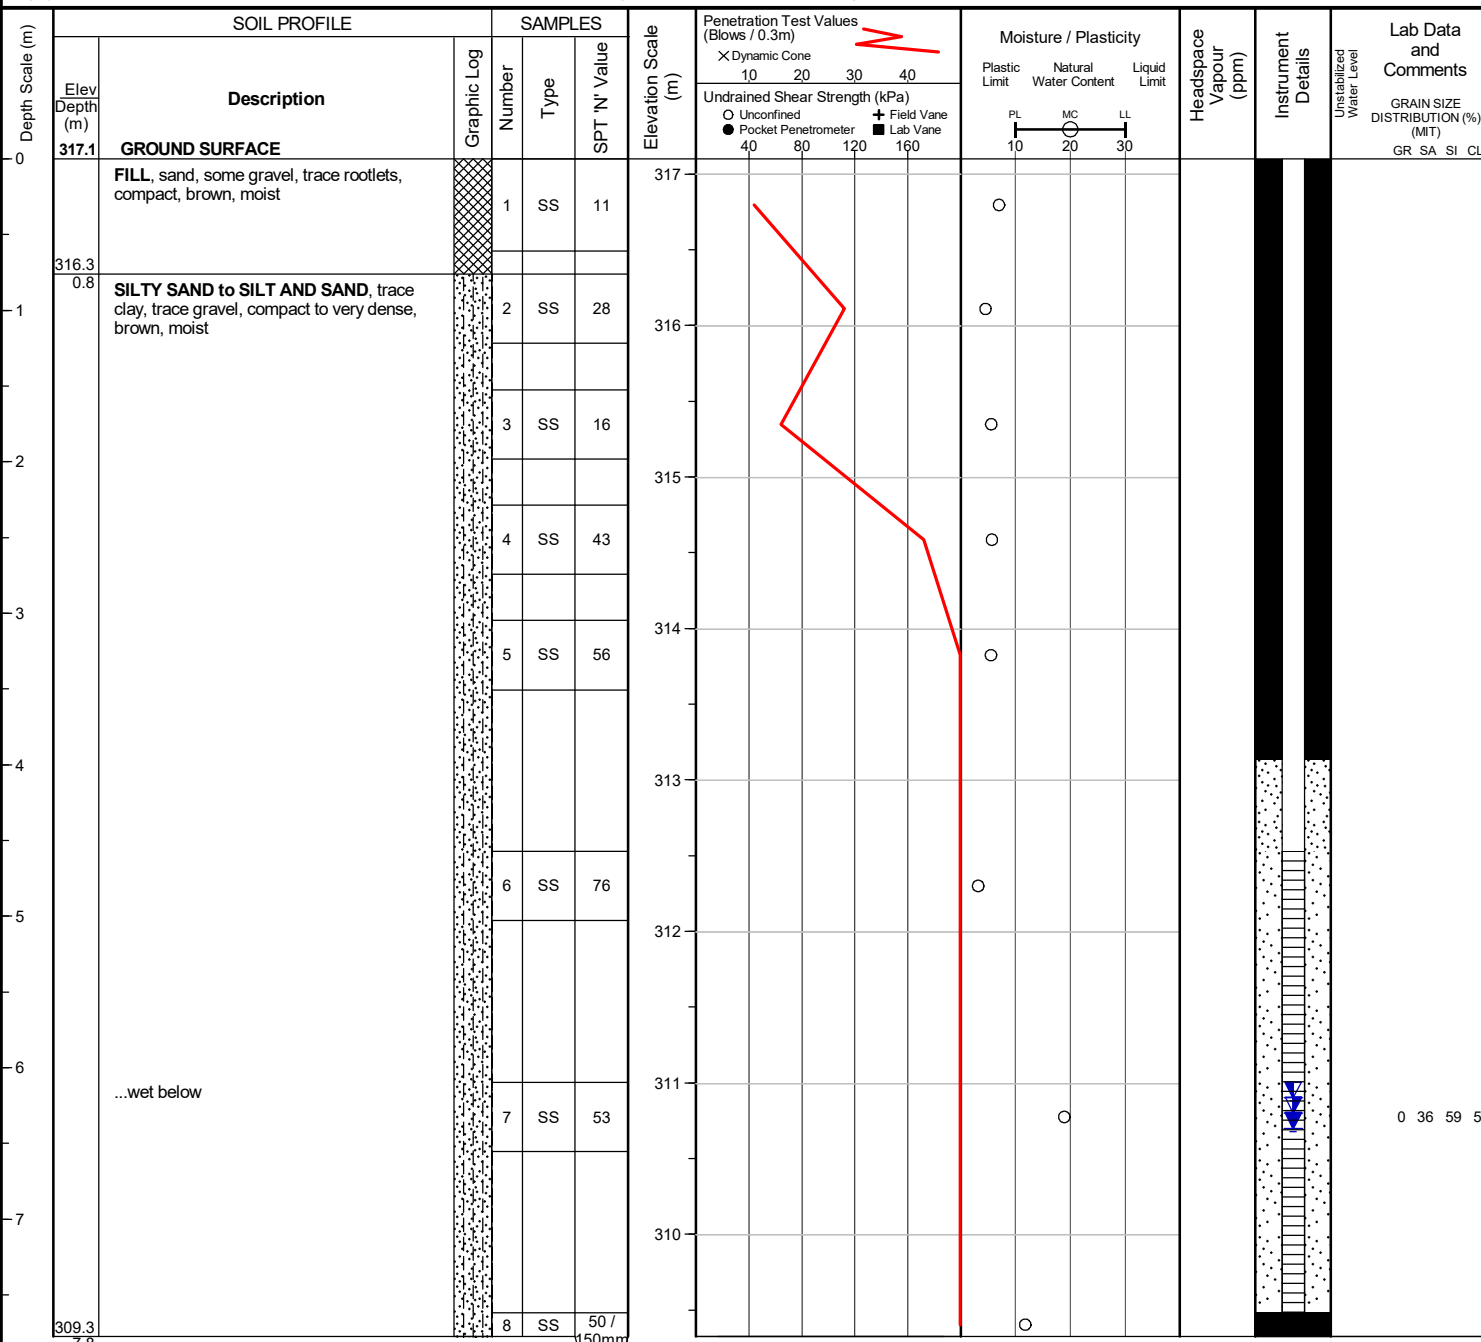 SOIL PROFILE
SAMPLES
Depth Scale (m)
Elev
Depth
(m)
Description
Graphic Log
Number
Type
SPT 'N' Value
Elevation Scale
(m)
Penetration Test Values
(Blows / 0.3m)
Dynamic Cone
10 20 30 40
Undrained Shear Strength (kPa)
Unconfined Field Vane
Pocket Penetrometer Lab Vane
40 80 120 160
Moisture / Plasticity
Plastic Natural Liquid
Limit Water Content Limit
PL MC LL
10 20 30
Headspace
Vapour
(ppm)
Instrument
Details
Unstabilized
Water Level
Lab Data
and
Comments
GRAIN SIZE
DISTRIBUTION (%)
(MIT)
GR SA SI CL
317.1 GROUND SURFACE
0
317
FILL, sand, some gravel, trace rootlets,
compact, brown, moist
1 SS 11
316.3
0.8
SILTY SAND to SILT AND SAND, trace
clay, trace gravel, compact to very dense,
brown, moist
1
2 SS 28
316
3 SS 16
2
315
4 SS 43
3
314
5 SS 56
4
313
6 SS 76
5
312
6
311
...wet below
7 SS 53
0 36 59 5
7
310
309.3
7.8
8 SS 50 /
150mm